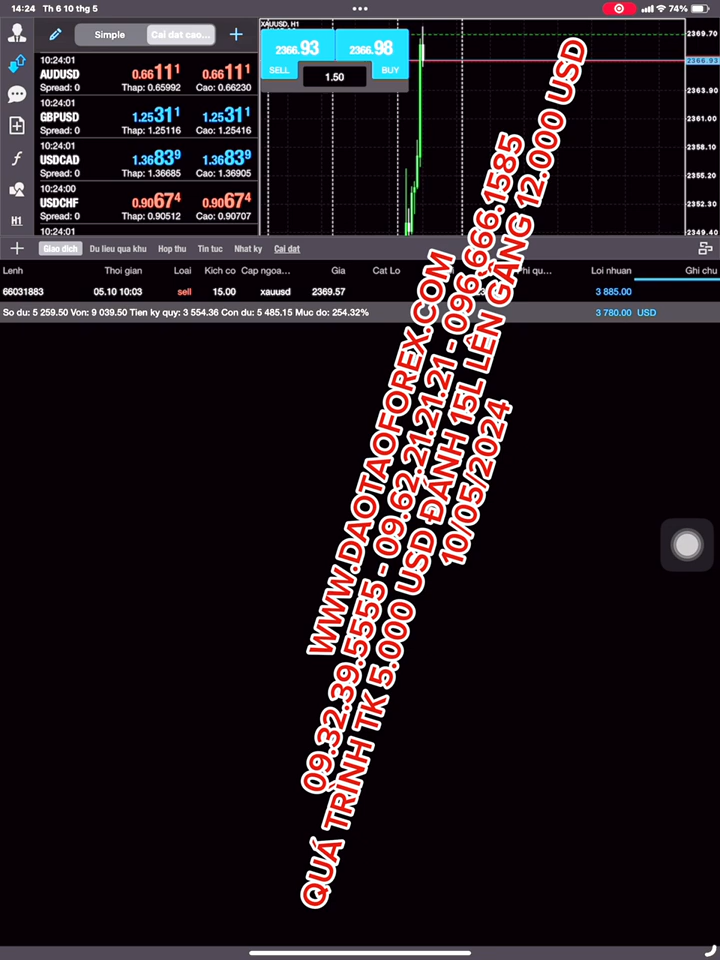 14:24 Th 6 10 thg 5
74%
Simple Cai dat cao... +
10:24:01
AUDUSD 0.66111 0.66111
Spread: 0 Thap: 0.65992 Cao: 0.66230
10:24:01
GBPUSD 1.25311 1.25311
Spread: 0 Thap: 1.25116 Cao: 1.25416
10:24:01
USDCAD 1.36839 1.36839
Spread: 0 Thap: 1.36685 Cao: 1.36905
10:24:00
USDCHF 0.90674 0.90674
Spread: 0 Thap: 0.90512 Cao: 0.90707
H1
XAUUSD, H1
2366.93 2366.98
SELL 1.50 BUY
2369.70
2366.93
2363.90
2361.00
2358.10
2355.20
2352.30
2349.40
Giao dich Du lieu qua khu Hop thu Tin tuc Nhat ky Cai dat
Lenh Thoi gian Loai Kich co Cap ngoa... Gia Cat Lo Phi qu... Loi nhuan Ghi chu
66031883 05.10 10:03 sell 15.00 xauusd 2369.57 3 885.00
So du: 5 259.50 Von: 9 039.50 Tien ky quy: 3 554.36 Con du: 5 485.15 Muc do: 254.32% 3 780.00 USD
WWW.DAOTAOFOREX.COM
09.32.39.5555 - 09.62.21.21.21 - 096.666.1585
QUÁ TRÌNH TK 5.000 USD ĐÁNH 15L LÊN GẦNG 12.000 USD
10/05/2024